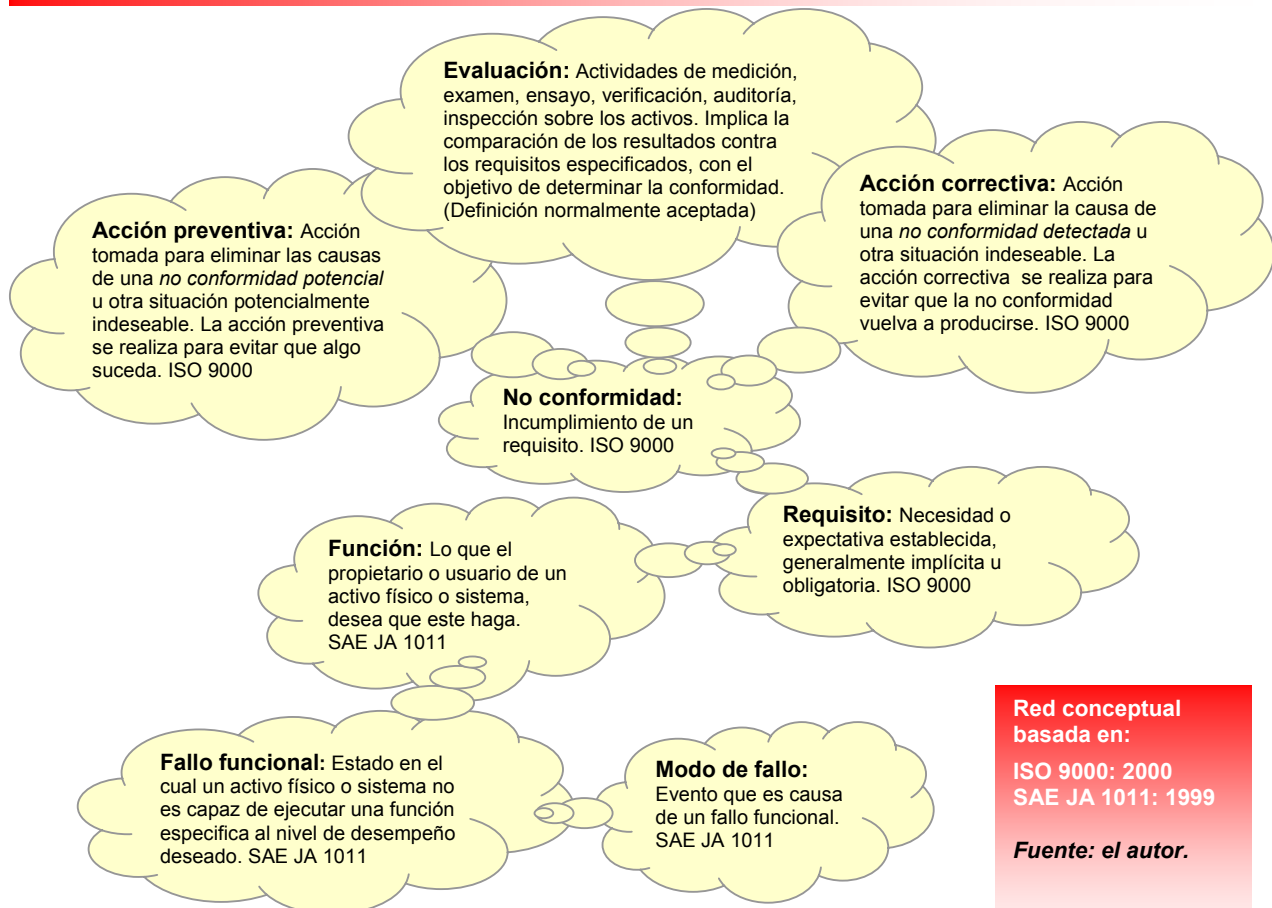 Evaluación: Actividades de medición,
examen, ensayo, verificación, auditoría,
inspección sobre los activos. Implica la
comparación de los resultados contra
los requisitos especificados, con el
objetivo de determinar la conformidad.
(Definición normalmente aceptada)
Acción preventiva: Acción
tomada para eliminar las causas
de una no conformidad potencial
u otra situación potencialmente
indeseable. La acción preventiva
se realiza para evitar que algo
suceda. ISO 9000
Acción correctiva: Acción
tomada para eliminar la causa de
una no conformidad detectada u
otra situación indeseable. La
acción correctiva se realiza para
evitar que la no conformidad
vuelva a producirse. ISO 9000
No conformidad:
Incumplimiento de un
requisito. ISO 9000
Requisito: Necesidad o
expectativa establecida,
generalmente implícita u
obligatoria. ISO 9000
Función: Lo que el
propietario o usuario de un
activo físico o sistema,
desea que este haga.
SAE JA 1011
Fallo funcional: Estado en el
cual un activo físico o sistema no
es capaz de ejecutar una función
especifica al nivel de desempeño
deseado. SAE JA 1011
Modo de fallo:
Evento que es causa
de un fallo funcional.
SAE JA 1011
Red conceptual
basada en:
ISO 9000: 2000
SAE JA 1011: 1999
Fuente: el autor.